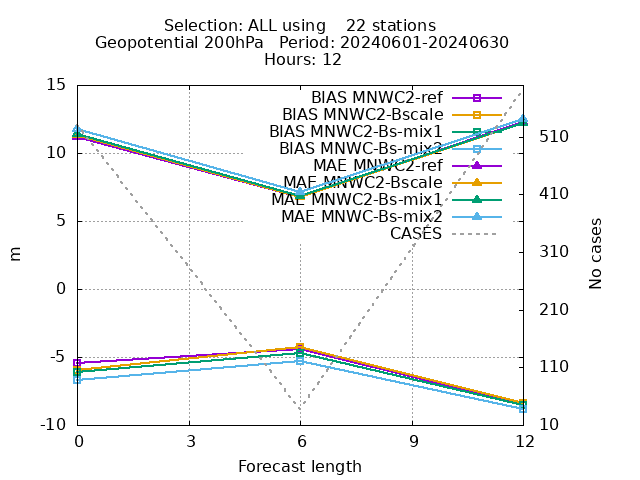 Selection: ALL using    22 stations
Geopotential 200hPa   Period: 20240601-20240630
Hours: 12
BIAS MNWC2-ref
BIAS MNWC2-Bscale
BIAS MNWC2-Bs-mix1
BIAS MNWC-Bs-mix2
MAE MNWC2-ref
MAE MNWC2-Bscale
MAE MNWC2-Bs-mix1
MAE MNWC-Bs-mix2
CASES
15
10
5
0
-5
-10
m
510
410
310
210
110
10
No cases
0 3 6 9 12
Forecast length